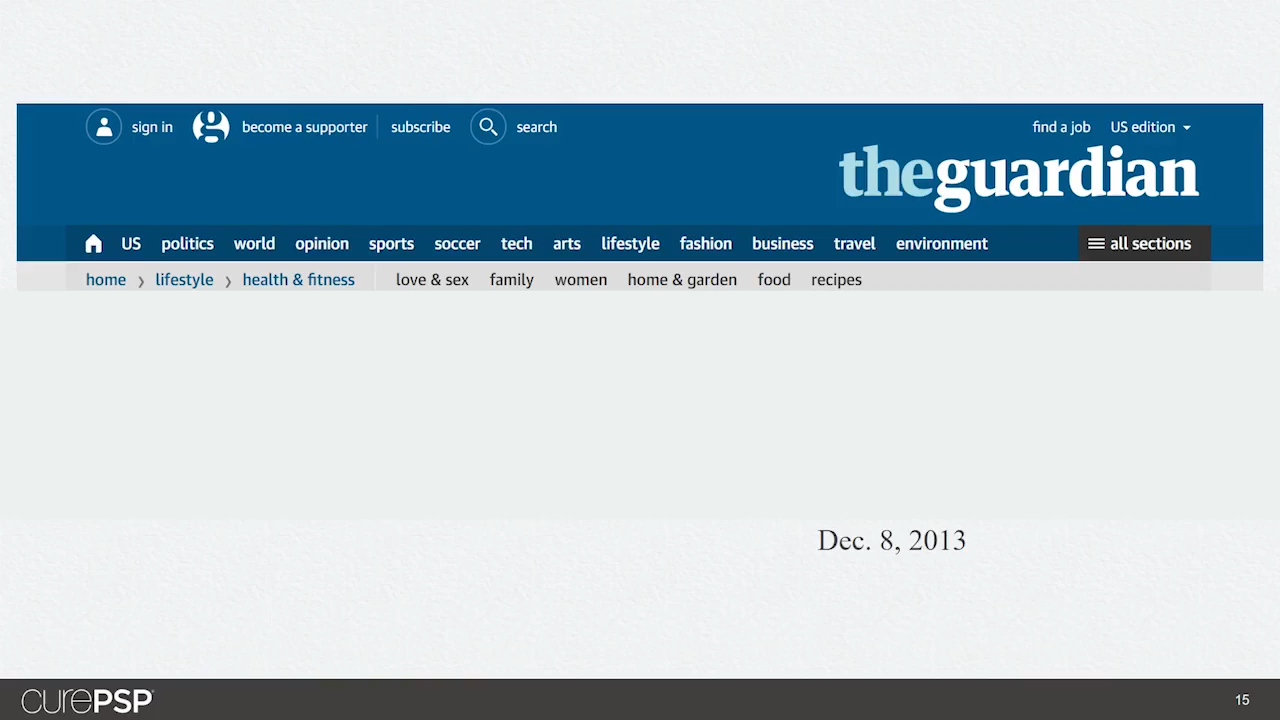 sign in become a supporter subscribe search find a job US edition
theguardian
US politics world opinion sports soccer tech arts lifestyle fashion business travel environment all sections
home lifestyle health & fitness love & sex family women home & garden food recipes
Dec. 8, 2013
curePSP 15